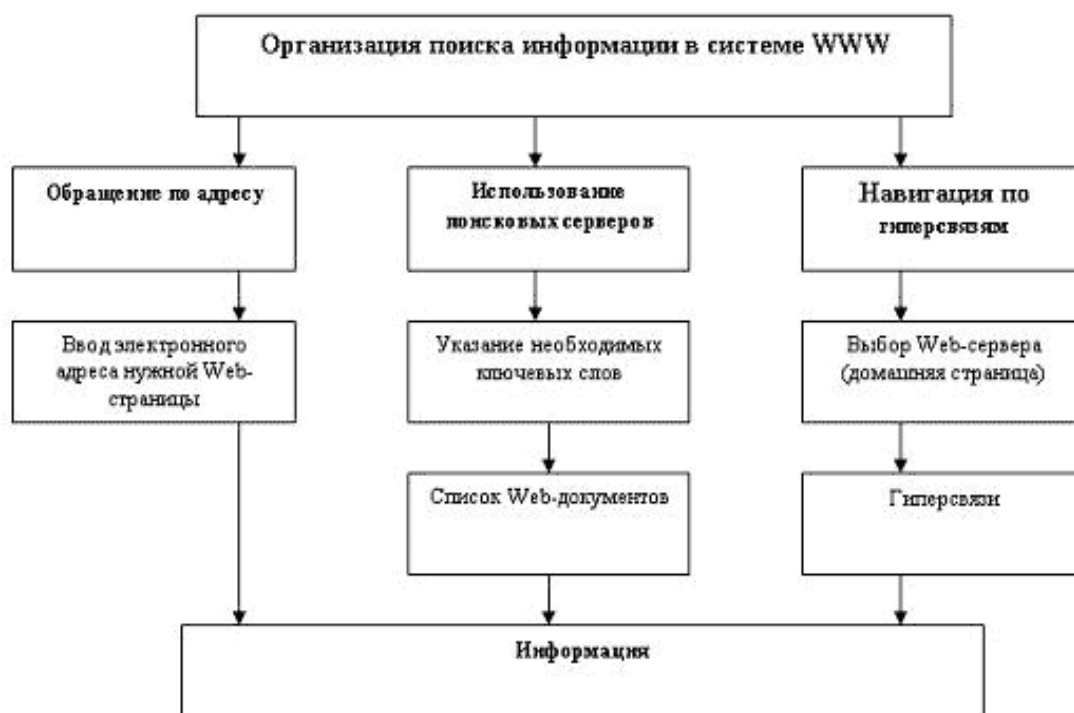 Организация поиска информации в системе WWW
Обращение по адресу
Использование
поисковых серверов
Навигация по
гиперсвязям
Ввод электронного
адреса нужной Web-
страницы
Указание необходимых
ключевых слов
Выбор Web-сервера
(домашняя страница)
Список Web-документов
Гиперсвязи
Информация